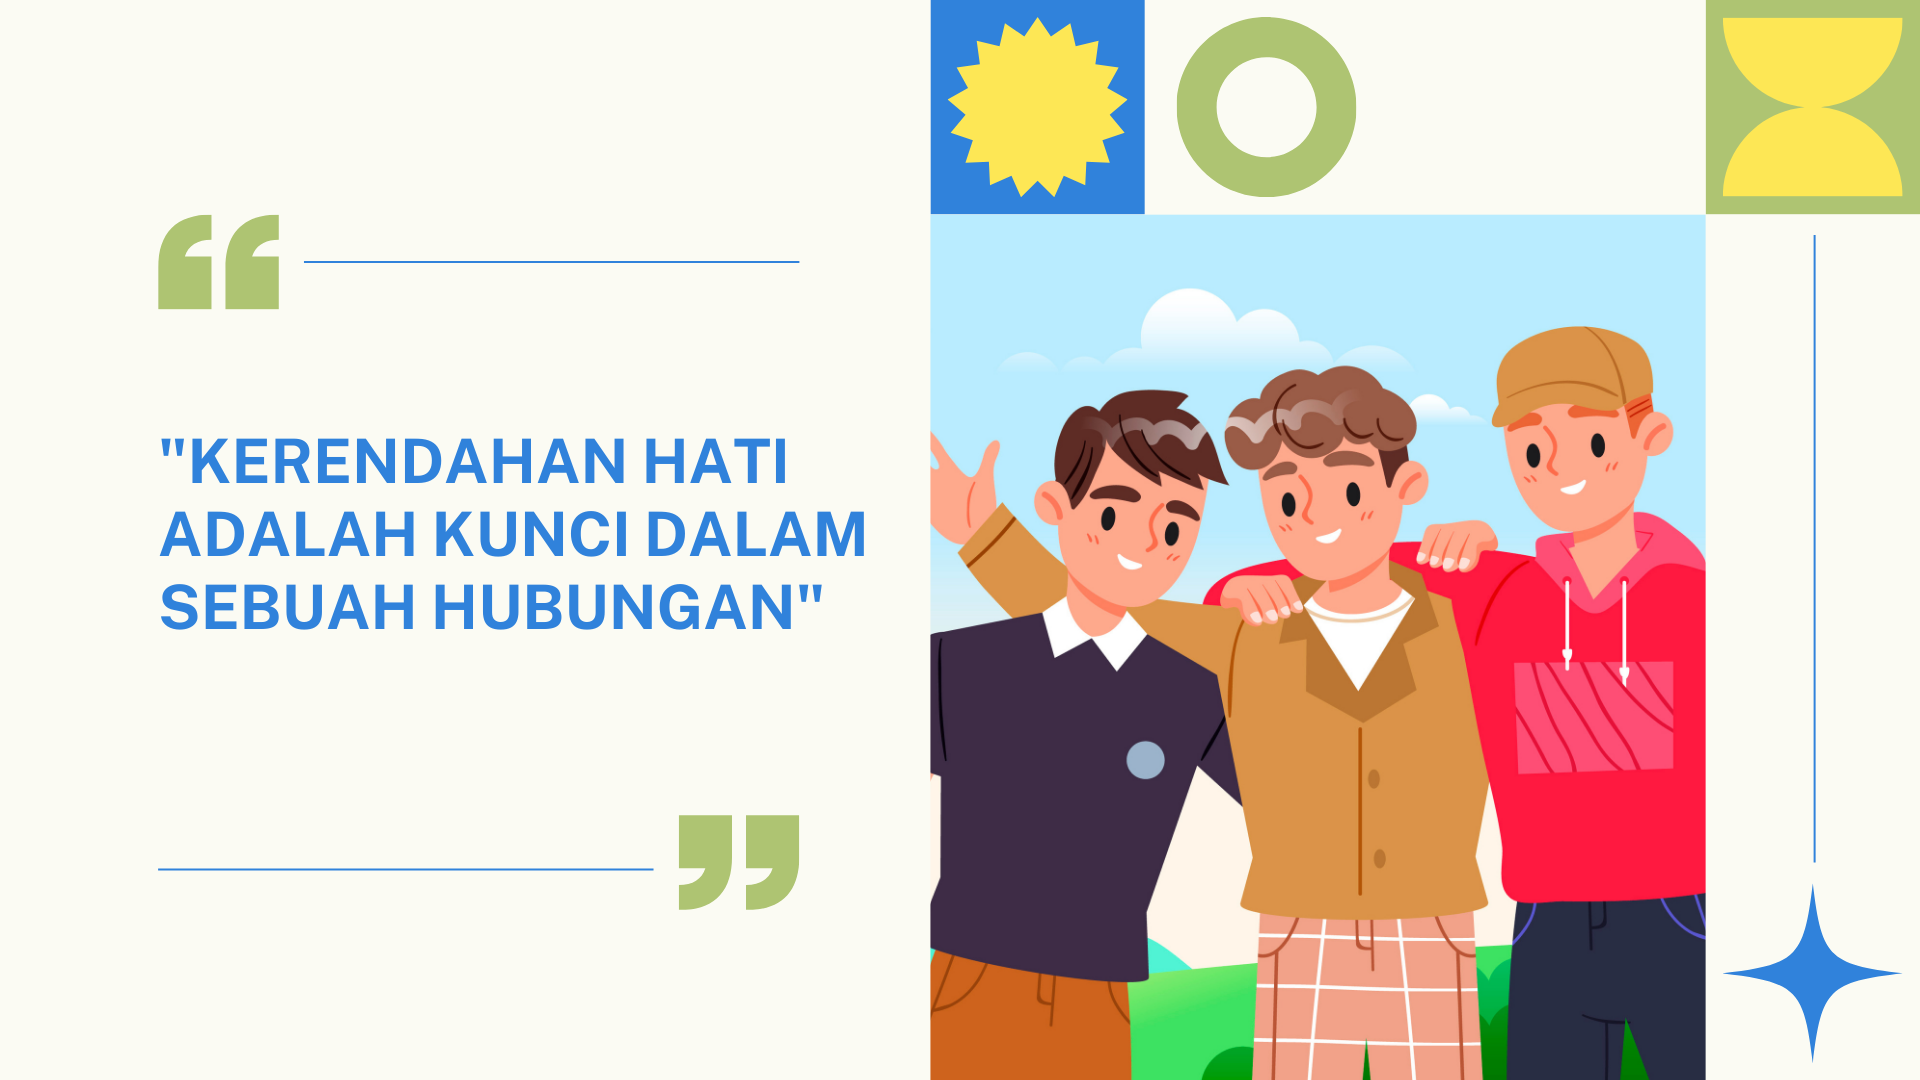 "KERENDAHAN HATI
ADALAH KUNCI DALAM
SEBUAH HUBUNGAN"